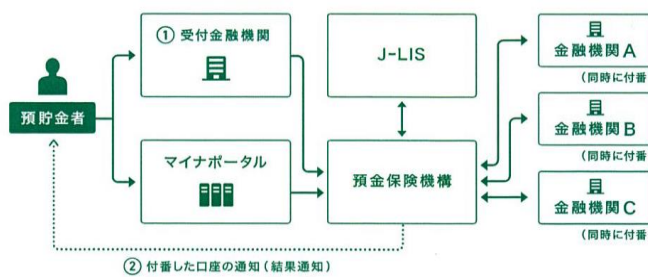 ① 受付金融機関
J-LIS
金融機関A
(同時に付番
預貯金者
マイナポータル
預金保険機構
金融機関B
(同時に付番
金融機関C
(同時に付番
② 付番した口座の通知(結果通知)